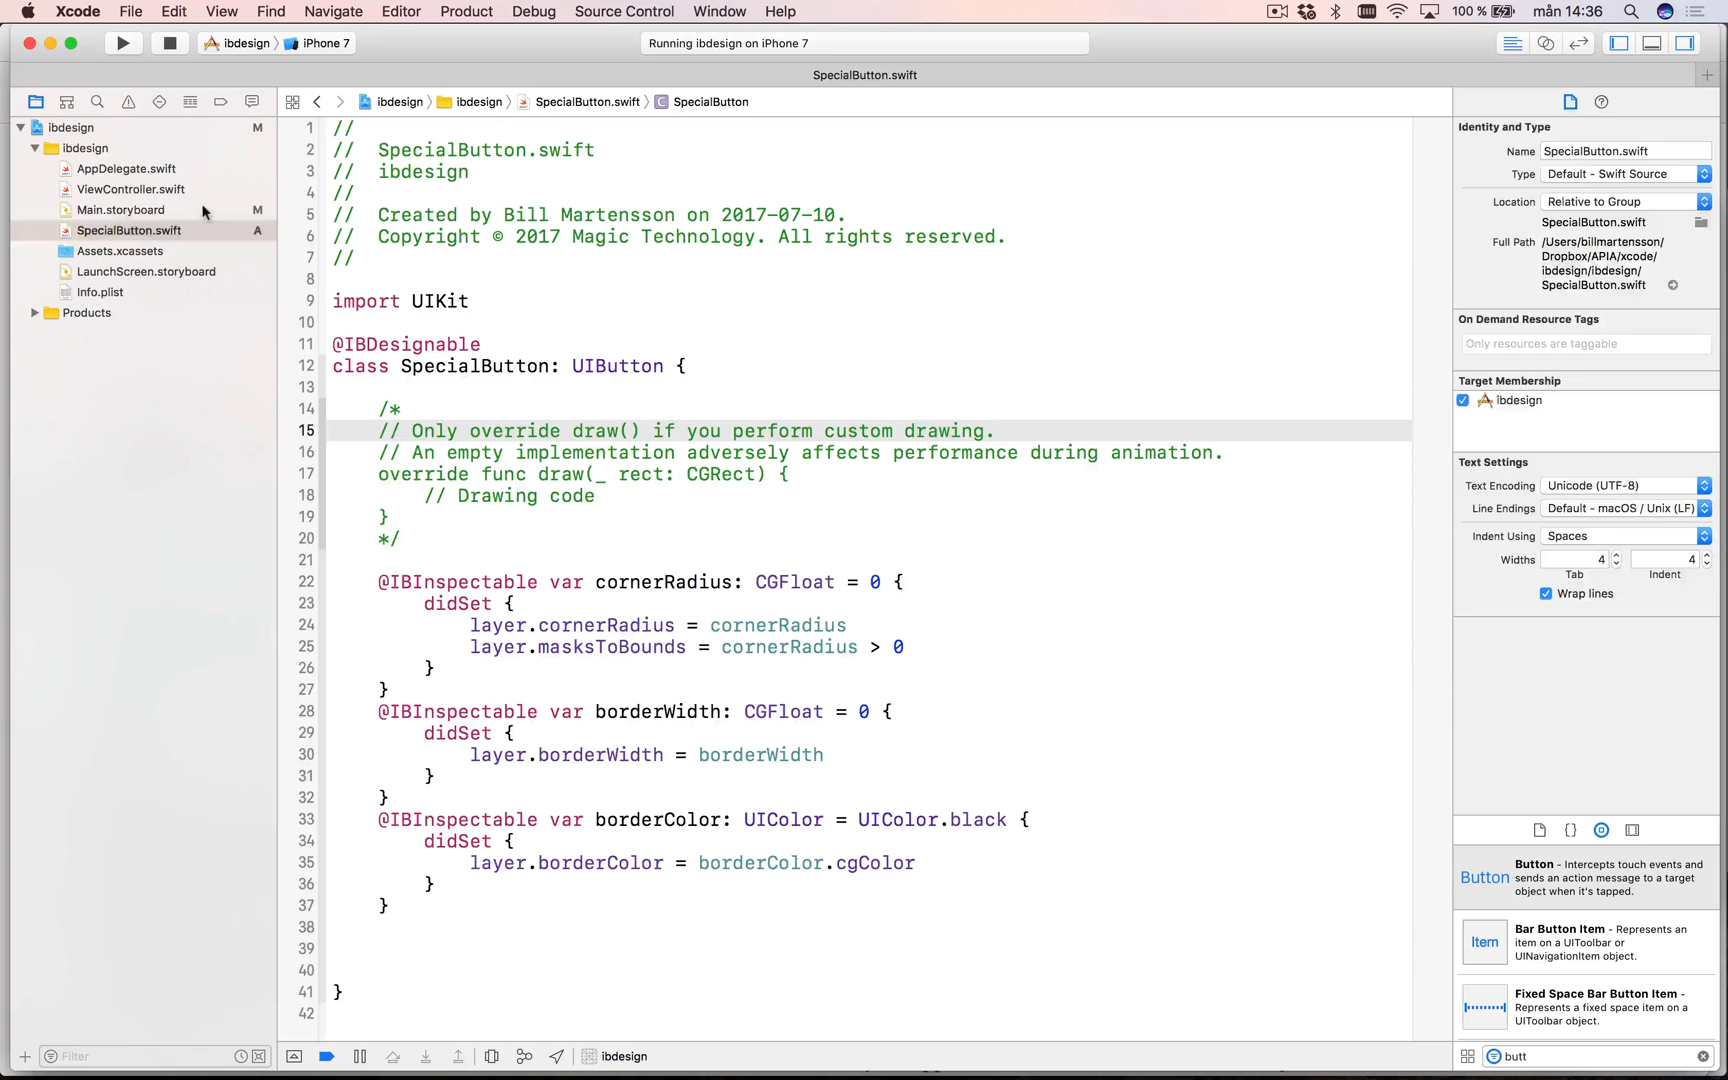 Xcode File Edit View Find Navigate Editor Product Debug Source Control Window Help 100 % mån 14:36
ibdesign iPhone 7
Running ibdesign on iPhone 7
SpecialButton.swift
ibdesign ibdesign SpecialButton.swift C SpecialButton
ibdesign M
ibdesign
AppDelegate.swift
ViewController.swift
Main.storyboard M
SpecialButton.swift A
Assets.xcassets
LaunchScreen.storyboard
Info.plist
Products
Filter
1 //
2 // SpecialButton.swift
3 // ibdesign
4 //
5 // Created by Bill Martensson on 2017-07-10.
6 // Copyright © 2017 Magic Technology. All rights reserved.
7 //
8
9 import UIKit
10
11 @IBDesignable
12 class SpecialButton: UIButton {
13
14 /*
15 // Only override draw() if you perform custom drawing.
16 // An empty implementation adversely affects performance during animation.
17 override func draw(_ rect: CGRect) {
18 // Drawing code
19 }
20 */
21
22 @IBInspectable var cornerRadius: CGFloat = 0 {
23 didSet {
24 layer.cornerRadius = cornerRadius
25 layer.masksToBounds = cornerRadius > 0
26 }
27 }
28 @IBInspectable var borderWidth: CGFloat = 0 {
29 didSet {
30 layer.borderWidth = borderWidth
31 }
32 }
33 @IBInspectable var borderColor: UIColor = UIColor.black {
34 didSet {
35 layer.borderColor = borderColor.cgColor
36 }
37 }
38
39
40
41 }
42
ibdesign
Identity and Type
Name SpecialButton.swift
Type Default - Swift Source
Location Relative to Group
SpecialButton.swift
Full Path /Users/billmartensson/
Dropbox/APIA/xcode/
ibdesign/ibdesign/
SpecialButton.swift
On Demand Resource Tags
Only resources are taggable
Target Membership
ibdesign
Text Settings
Text Encoding Unicode (UTF-8)
Line Endings Default - macOS / Unix (LF)
Indent Using Spaces
Widths 4 4
Tab Indent
Wrap lines
{}
Button Button - Intercepts touch events and
sends an action message to a target
object when it's tapped.
Item Bar Button Item - Represents an
item on a UIToolbar or
UINavigationItem object.
Fixed Space Bar Button Item -
Represents a fixed space item on a
UIToolbar object.
butt